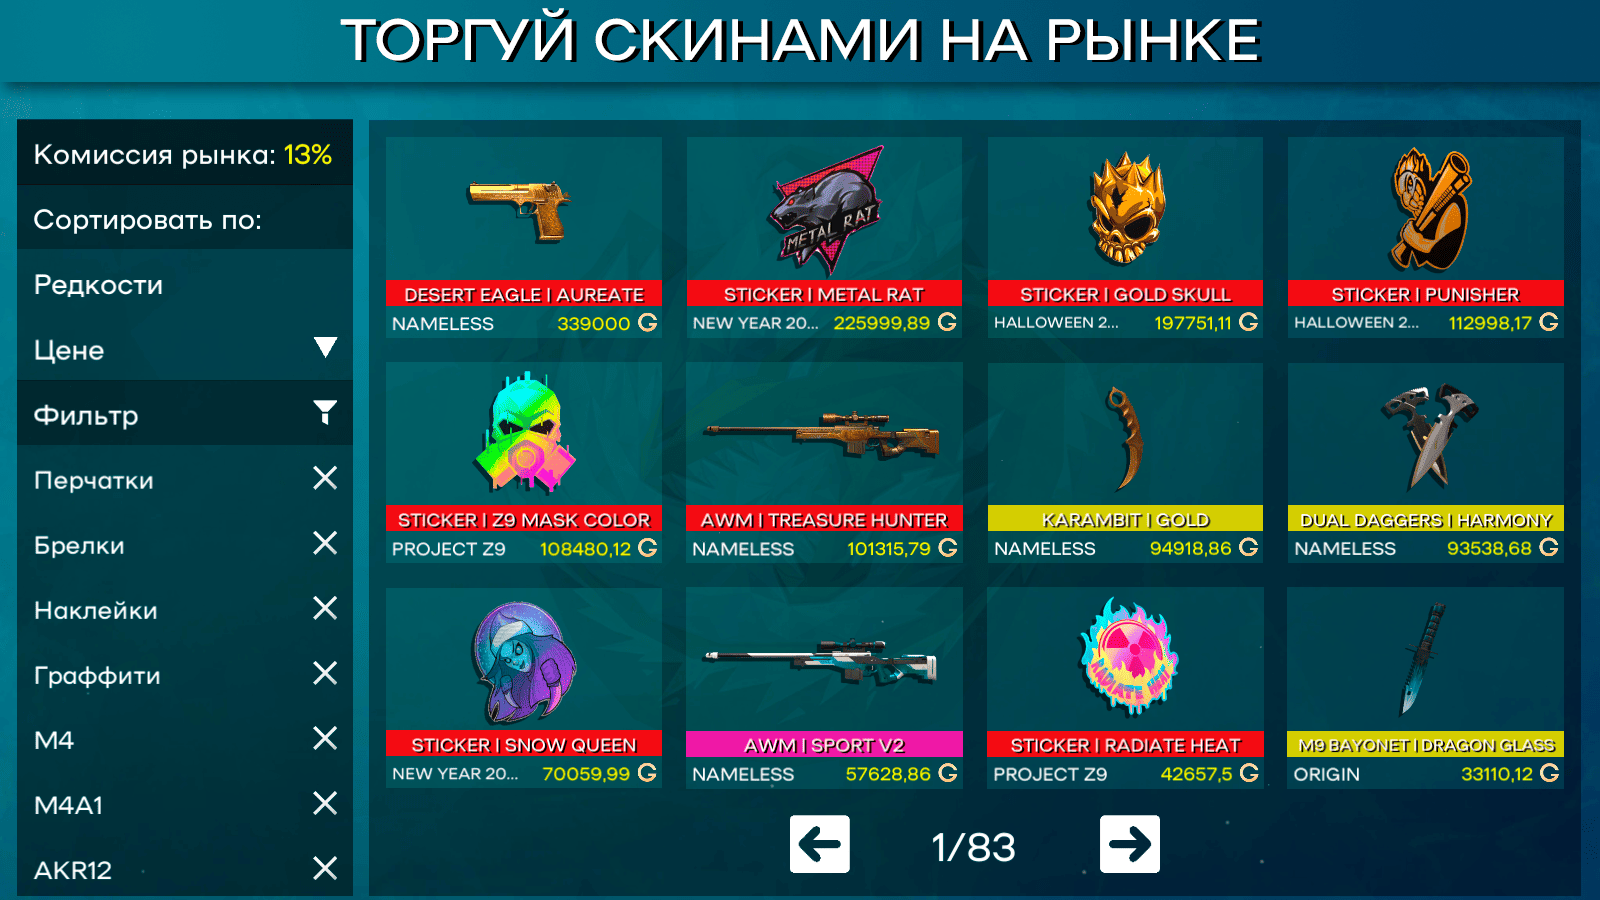 ТОРГУЙ СКИНАМИ НА РЫНКЕ
Комиссия рынка: 13%
Сортировать по:
Редкости
Цене
Фильтр
Перчатки
Брелки
Наклейки
Граффити
M4
M4A1
AKR12
DESERT EAGLE | AUREATE
NAMELESS 339000 G
METAL RAT
STICKER | METAL RAT
NEW YEAR 20... 225999,89 G
STICKER | GOLD SKULL
HALLOWEEN 2... 197751,11 G
STICKER | PUNISHER
HALLOWEEN 2... 112998,17 G
STICKER | Z9 MASK COLOR
PROJECT Z9 108480,12 G
AWM | TREASURE HUNTER
NAMELESS 101315,79 G
KARAMBIT | GOLD
NAMELESS 94918,86 G
DUAL DAGGERS | HARMONY
NAMELESS 93538,68 G
STICKER | SNOW QUEEN
NEW YEAR 20... 70059,99 G
AWM | SPORT V2
NAMELESS 57628,86 G
RADIATE HEAT
STICKER | RADIATE HEAT
PROJECT Z9 42657,5 G
M9 BAYONET | DRAGON GLASS
ORIGIN 33110,12 G
1/83